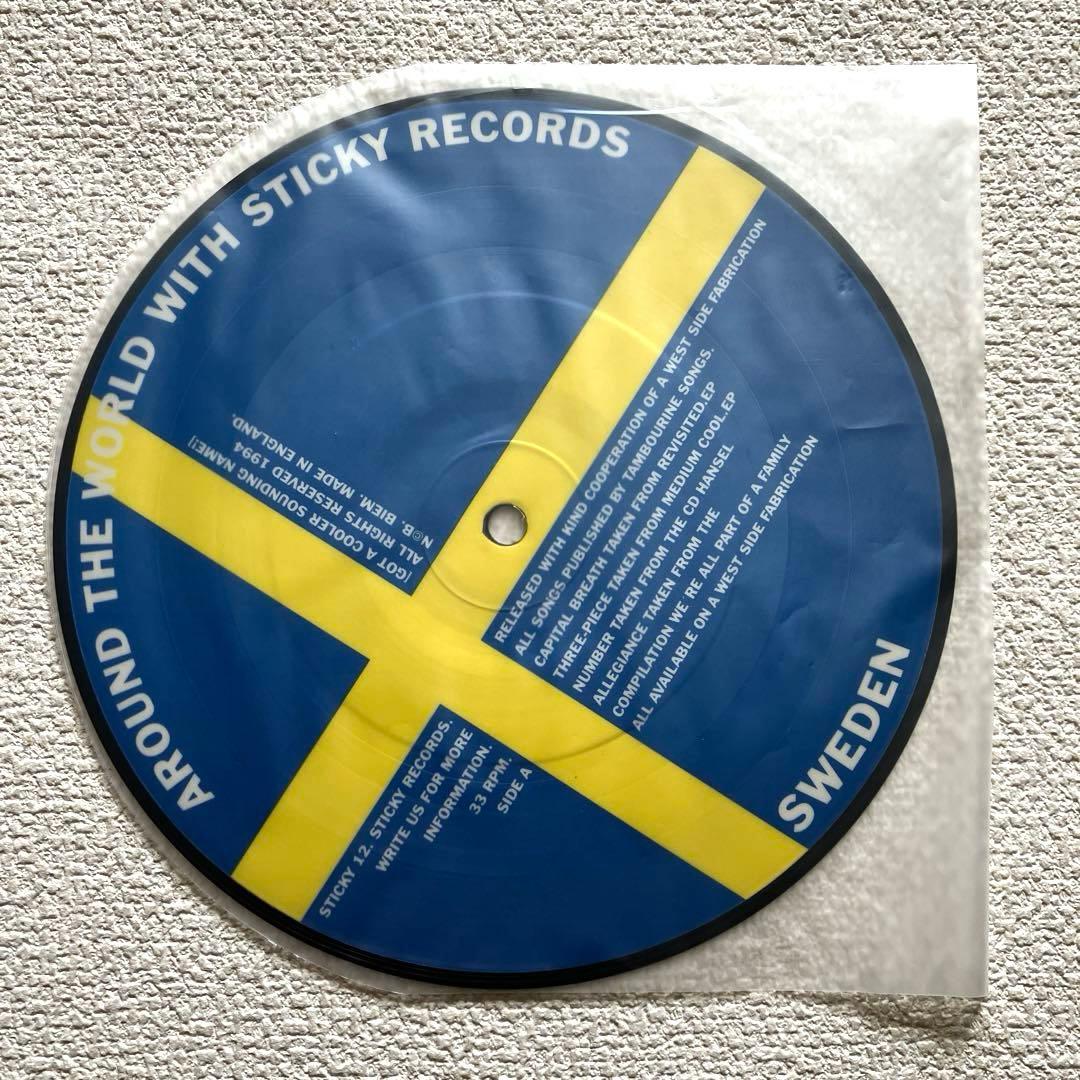 AROUND THE WORLD WITH STICKY RECORDS
SWEDEN
RELEASED WITH KIND COOPERATION OF A WEST SIDE FABRICATION
ALL SONGS PUBLISHED BY TAMBOURINE SONGS.
CAPITAL BREATH TAKEN FROM REVISITED.EP
THREE-PIECE TAKEN FROM MEDIUM COOL.EP
NUMBER TAKEN FROM THE CD HANSEL
ALLEGIANCE TAKEN FROM THE
COMPILATION WE'RE ALL PART OF A FAMILY
ALL AVAILABLE ON A WEST SIDE FABRICATION
STICKY 12. STICKY RECORDS.
WRITE US FOR MORE
INFORMATION.
33 RPM.
SIDE A
N©B. BIEM. MADE IN ENGLAND.
ALL RIGHTS RESERVED 1994
[GOT A COOLER SOUNDING NAME!]